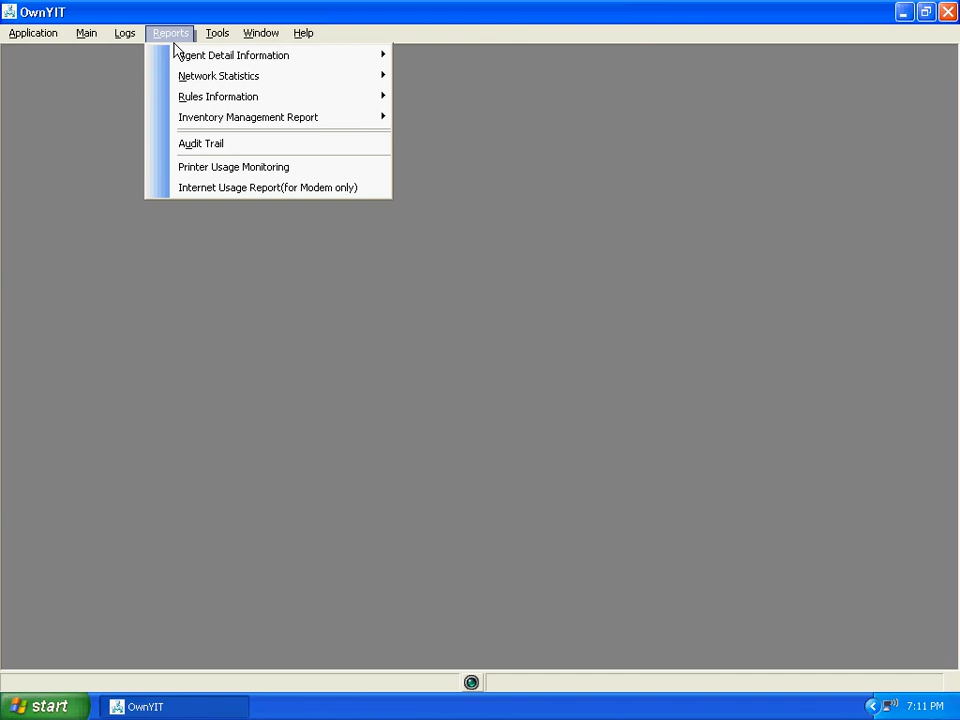 OwnYIT
Application Main Logs Reports Tools Window Help
Agent Detail Information
Network Statistics
Rules Information
Inventory Management Report
Audit Trail
Printer Usage Monitoring
Internet Usage Report(for Modem only)
start OwnYIT 7:11 PM